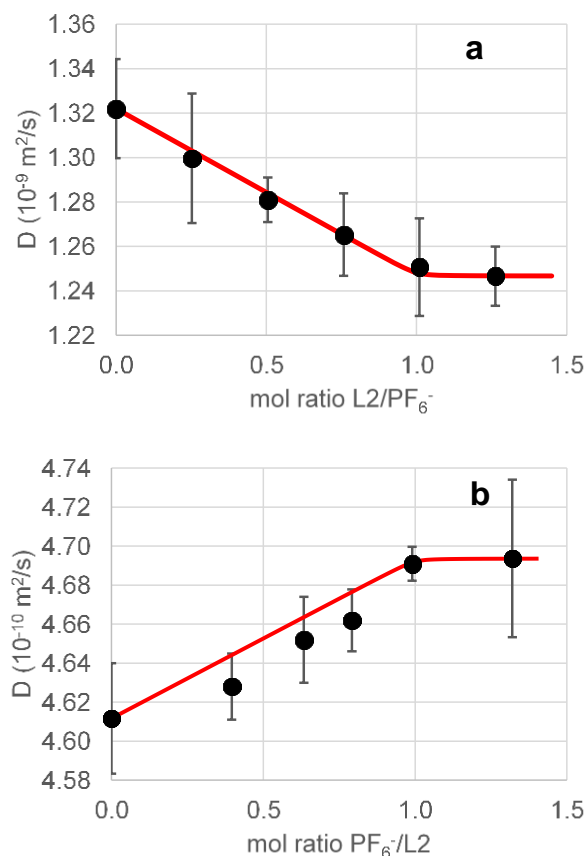 a
D (10⁻⁹ m²/s)
1.36
1.34
1.32
1.30
1.28
1.26
1.24
1.22
0.0 0.5 1.0 1.5
mol ratio L2/PF₆⁻
b
D (10⁻¹⁰ m²/s)
4.74
4.72
4.70
4.68
4.66
4.64
4.62
4.60
4.58
0.0 0.5 1.0 1.5
mol ratio PF₆⁻/L2